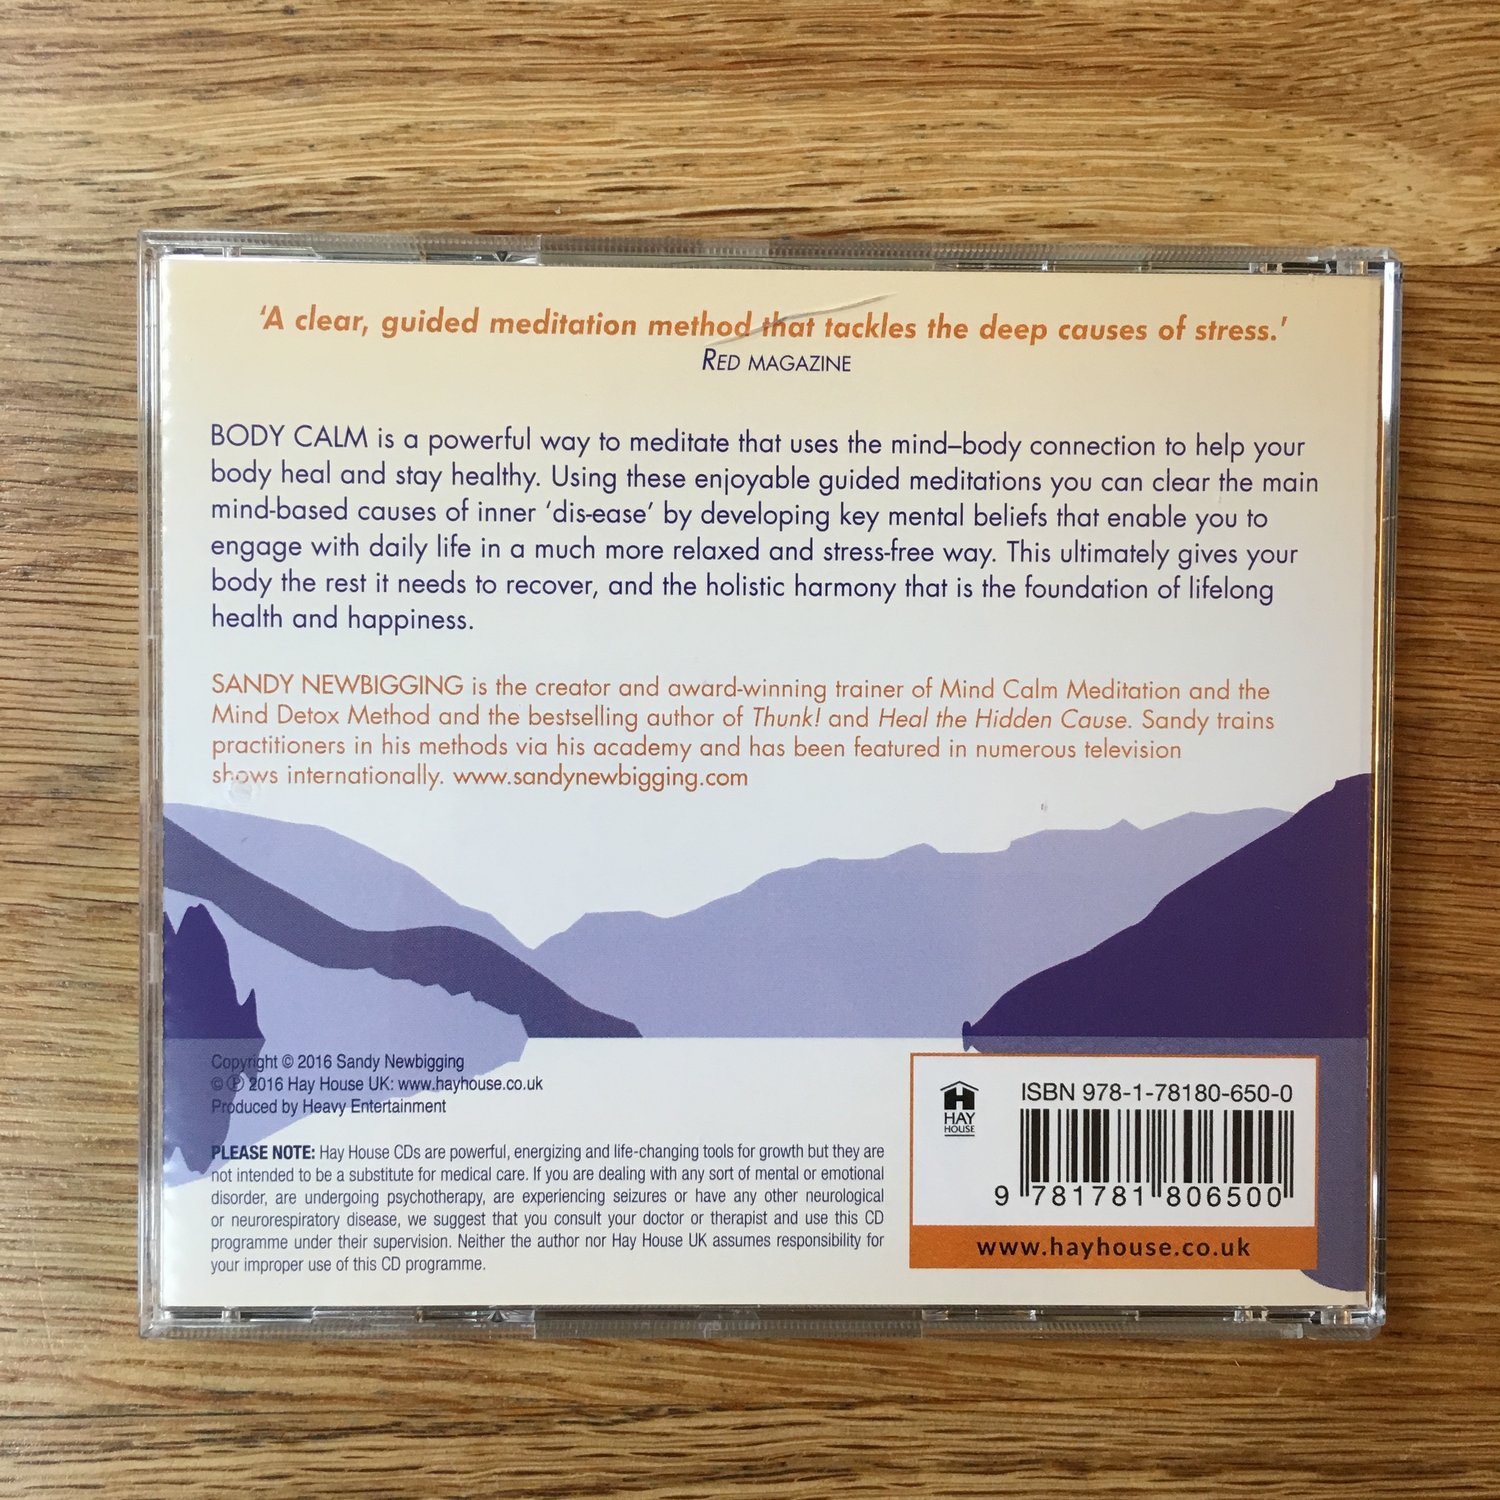 ‘A clear, guided meditation method that tackles the deep causes of stress.’
RED MAGAZINE
BODY CALM is a powerful way to meditate that uses the mind–body connection to help your
body heal and stay healthy. Using these enjoyable guided meditations you can clear the main
mind-based causes of inner ‘dis-ease’ by developing key mental beliefs that enable you to
engage with daily life in a much more relaxed and stress-free way. This ultimately gives your
body the rest it needs to recover, and the holistic harmony that is the foundation of lifelong
health and happiness.
SANDY NEWBIGGING is the creator and award-winning trainer of Mind Calm Meditation and the
Mind Detox Method and the bestselling author of Thunk! and Heal the Hidden Cause. Sandy trains
practitioners in his methods via his academy and has been featured in numerous television
shows internationally. www.sandynewbigging.com
Copyright © 2016 Sandy Newbigging
© ℗ 2016 Hay House UK: www.hayhouse.co.uk
Produced by Heavy Entertainment
PLEASE NOTE: Hay House CDs are powerful, energizing and life-changing tools for growth but they are
not intended to be a substitute for medical care. If you are dealing with any sort of mental or emotional
disorder, are undergoing psychotherapy, are experiencing seizures or have any other neurological
or neurorespiratory disease, we suggest that you consult your doctor or therapist and use this CD
programme under their supervision. Neither the author nor Hay House UK assumes responsibility for
your improper use of this CD programme.
HAY
HOUSE
ISBN 978-1-78180-650-0
9 781781 806500
www.hayhouse.co.uk